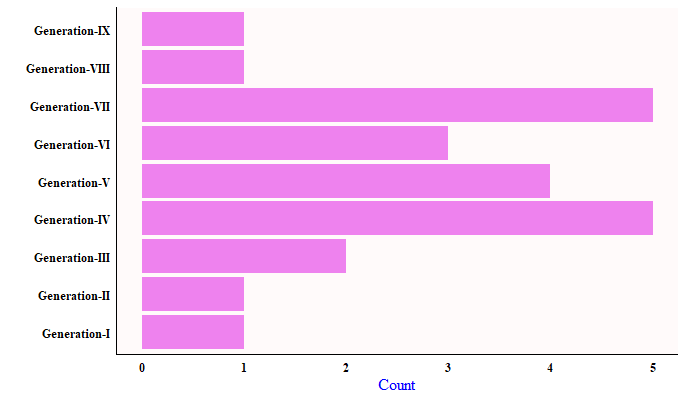 Generation-IX
Generation-VIII
Generation-VII
Generation-VI
Generation-V
Generation-IV
Generation-III
Generation-II
Generation-I
0 1 2 3 4 5
Count